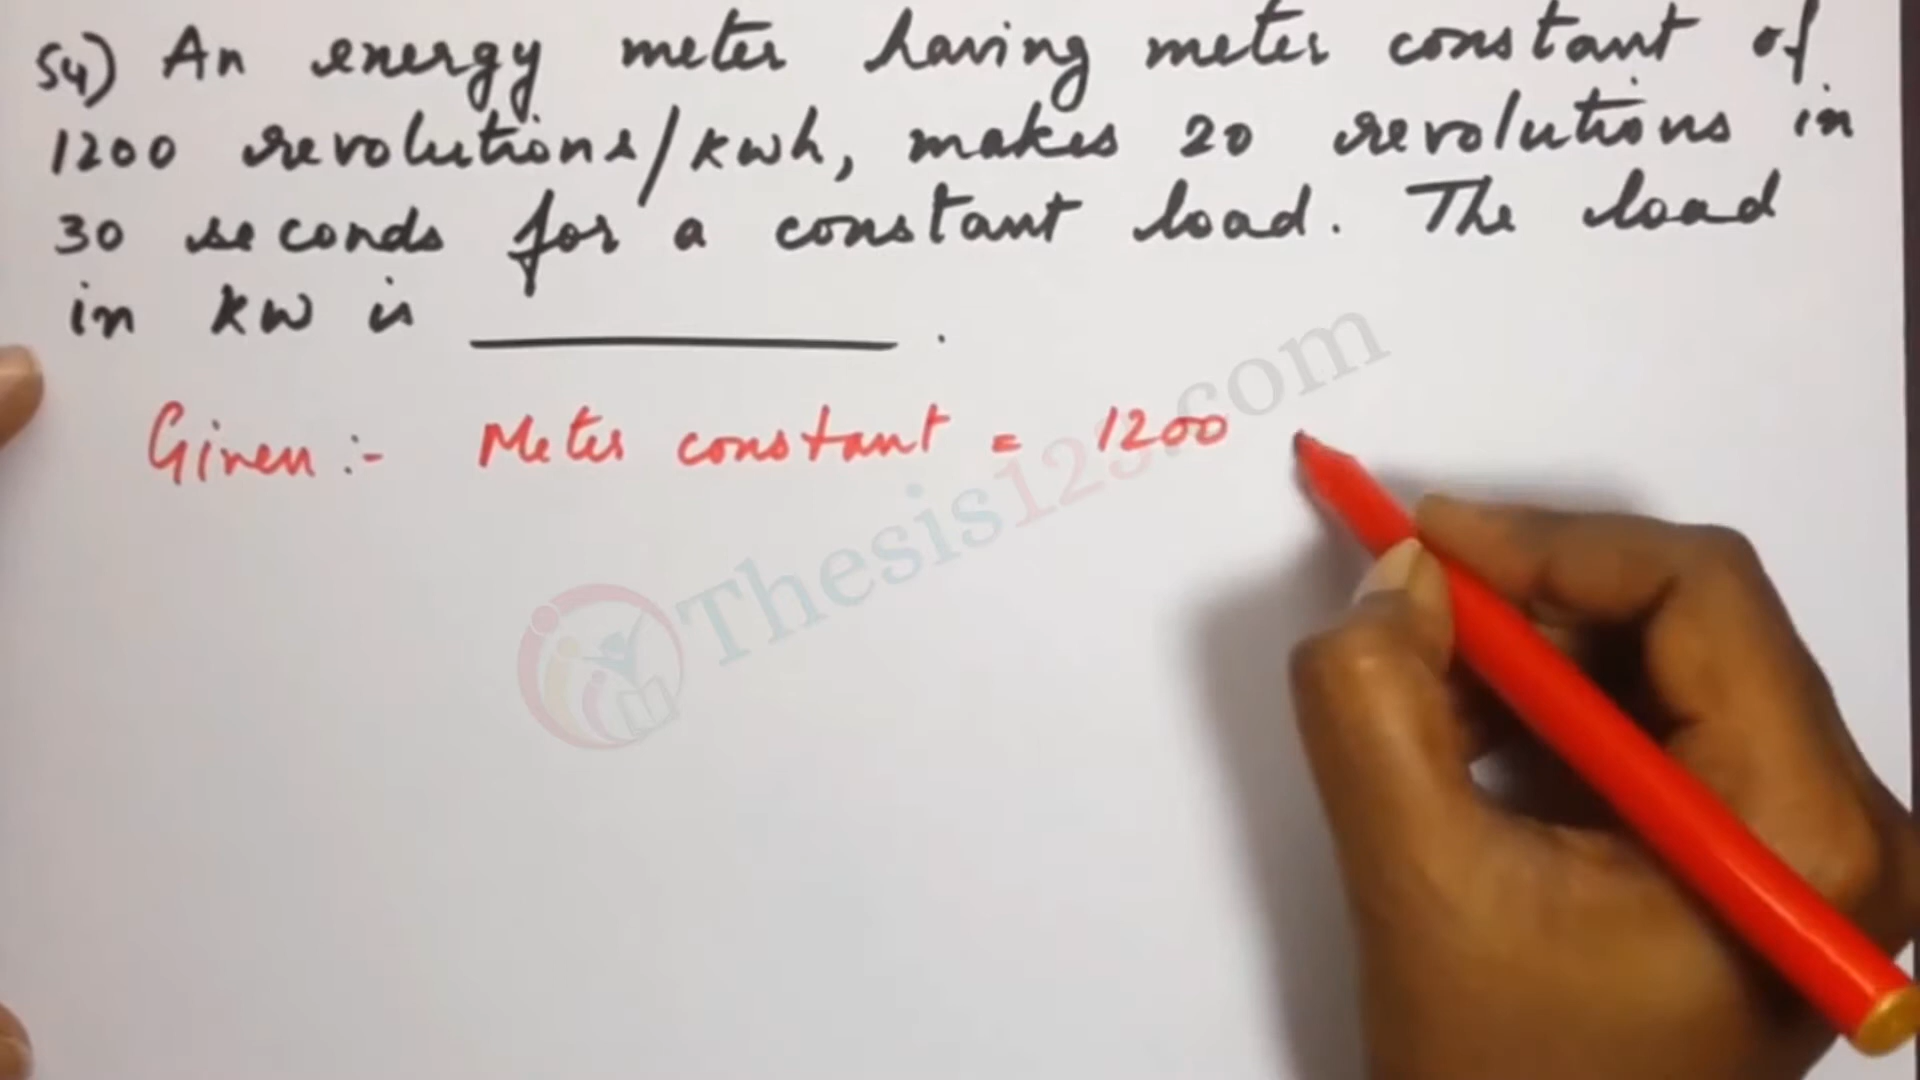 54) An energy meter having meter constant of
1200 revolutions/kwh, makes 20 revolutions in
30 seconds for a constant load. The load
in kw is ________.
Given:- Meter constant = 1200
Thesis123.com